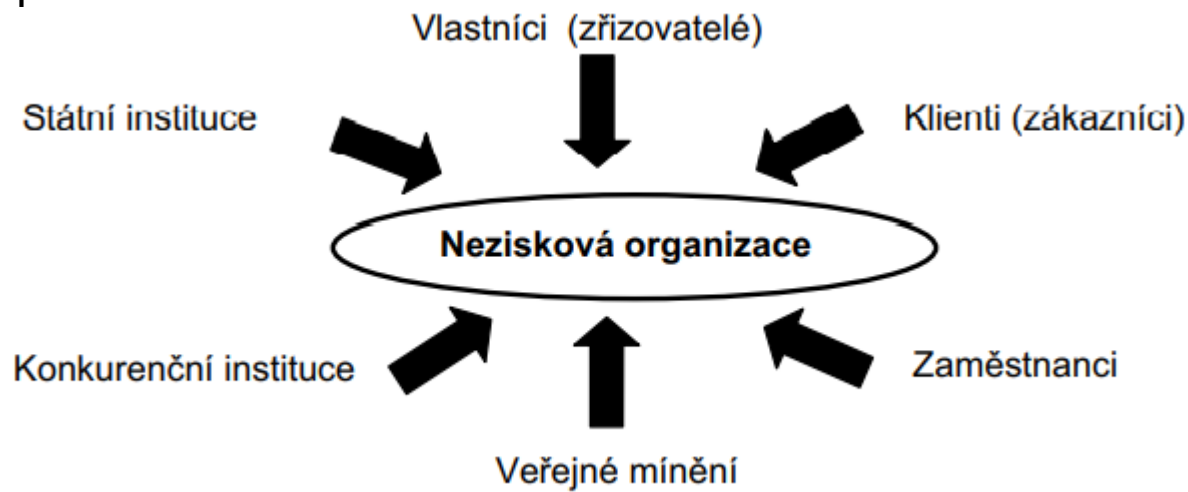 Vlastníci (zřizovatelé)
Státní instituce
Klienti (zákazníci)
Nezisková organizace
Konkurenční instituce
Zaměstnanci
Veřejné mínění